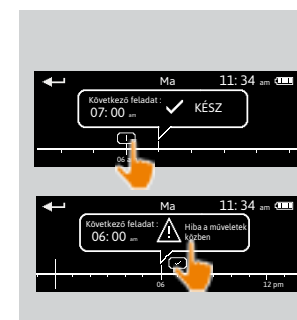 Ma 11:34 am
Következő feladat:
07:00 am
KÉSZ
06 a
Ma 11:34 am
Következő feladat:
06:00 am
Hiba a műveletek
közben
06
12 pm